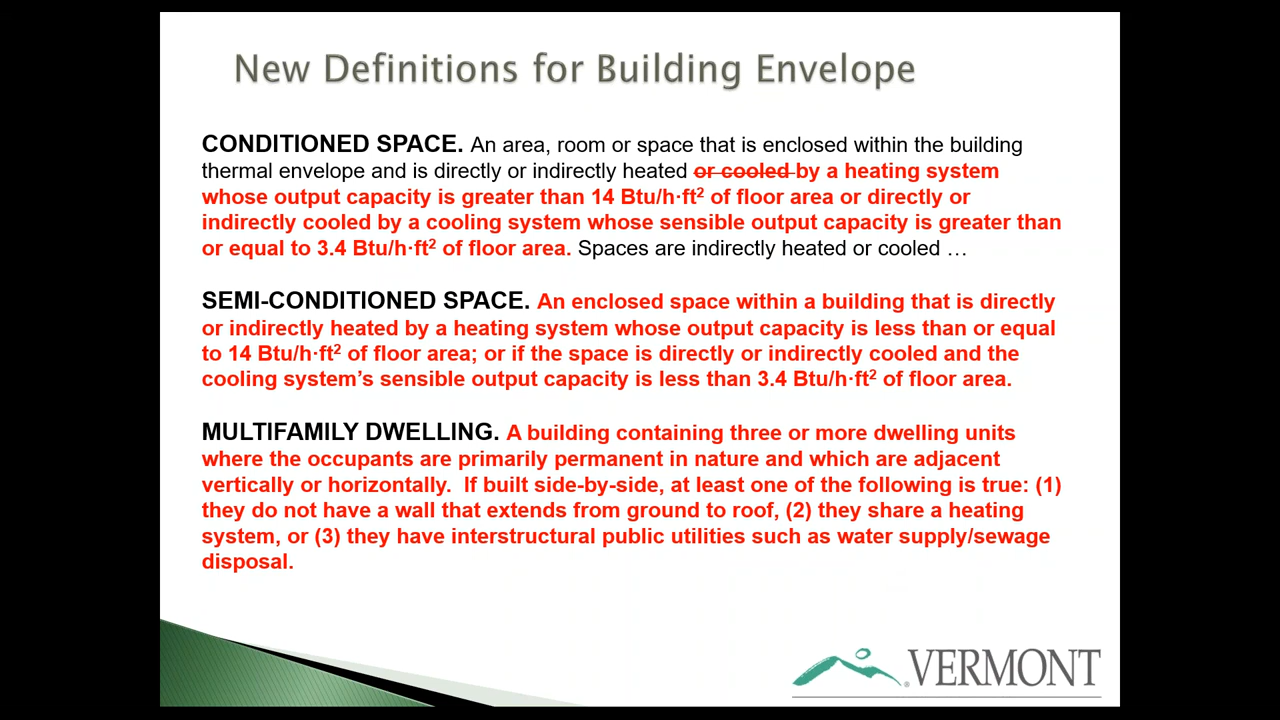 New Definitions for Building Envelope
CONDITIONED SPACE. An area, room or space that is enclosed within the building
thermal envelope and is directly or indirectly heated or cooled by a heating system
whose output capacity is greater than 14 Btu/h·ft² of floor area or directly or
indirectly cooled by a cooling system whose sensible output capacity is greater than
or equal to 3.4 Btu/h·ft² of floor area. Spaces are indirectly heated or cooled …
SEMI-CONDITIONED SPACE. An enclosed space within a building that is directly
or indirectly heated by a heating system whose output capacity is less than or equal
to 14 Btu/h·ft² of floor area; or if the space is directly or indirectly cooled and the
cooling system’s sensible output capacity is less than 3.4 Btu/h·ft² of floor area.
MULTIFAMILY DWELLING. A building containing three or more dwelling units
where the occupants are primarily permanent in nature and which are adjacent
vertically or horizontally. If built side-by-side, at least one of the following is true: (1)
they do not have a wall that extends from ground to roof, (2) they share a heating
system, or (3) they have interstructural public utilities such as water supply/sewage
disposal.
VERMONT